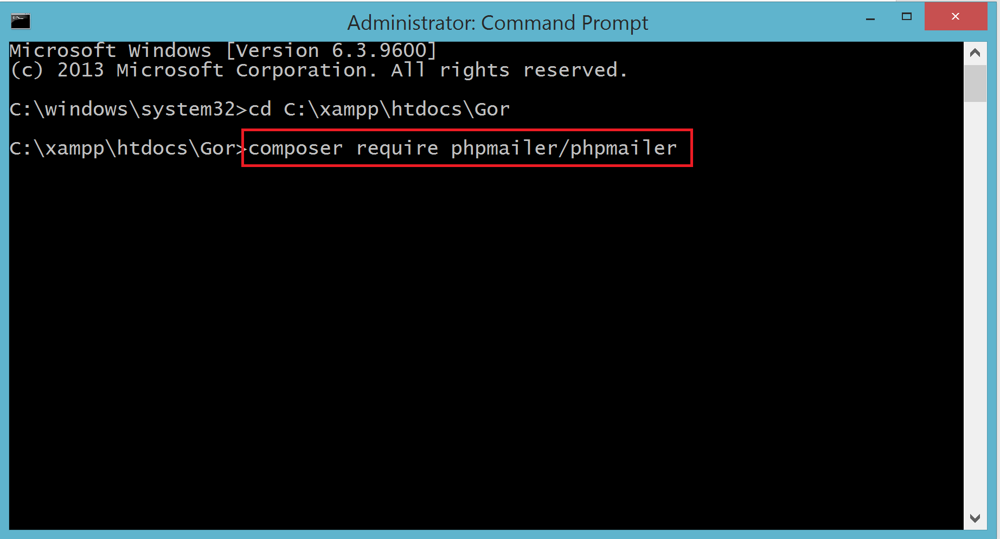 Administrator: Command Prompt
Microsoft Windows [Version 6.3.9600]
(c) 2013 Microsoft Corporation. All rights reserved.
C:\windows\system32>cd C:\xampp\htdocs\Gor
C:\xampp\htdocs\Gor>composer require phpmailer/phpmailer